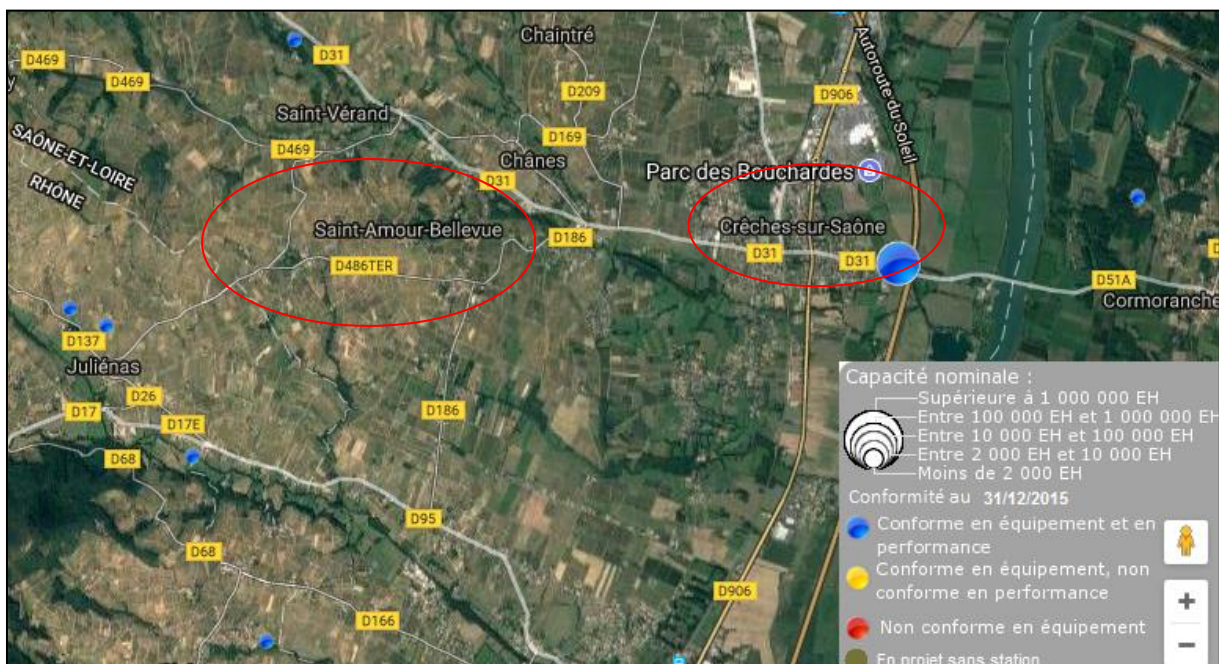 Chaintré
D31
D469
D469
D209
D906
Autoroute du Soleil
Saint-Vérand
D169
SAÔNE-ET-LOIRE
RHÔNE
D469
Chânes
D31
Parc des Bouchardes
Saint-Amour-Bellevue
D186
Crêches-sur-Saône
D31
D31
D486TER
D51A
Cormoranche
D137
Juliénas
D26
D17
D17E
D186
D68
D95
D68
D166
D906
Capacité nominale :
Supérieure à 1 000 000 EH
Entre 100 000 EH et 1 000 000 EH
Entre 10 000 EH et 100 000 EH
Entre 2 000 EH et 10 000 EH
Moins de 2 000 EH
Conformité au 31/12/2015
Conforme en équipement et en
performance
Conforme en équipement, non
conforme en performance
Non conforme en équipement
En projet sans station
+
−